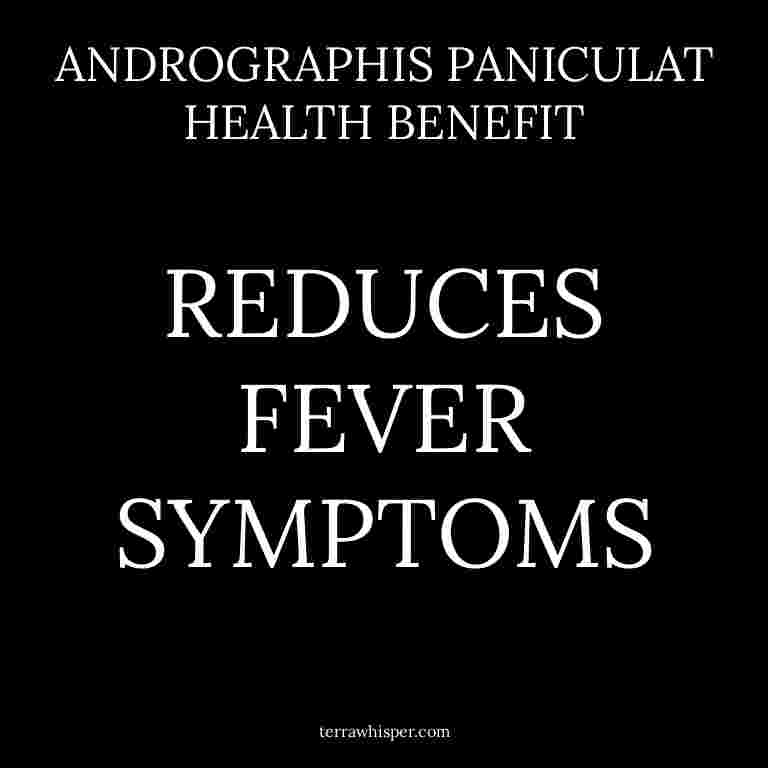 ANDROGRAPHIS PANICULAT
HEALTH BENEFIT
REDUCES
FEVER
SYMPTOMS
terrawhisper.com